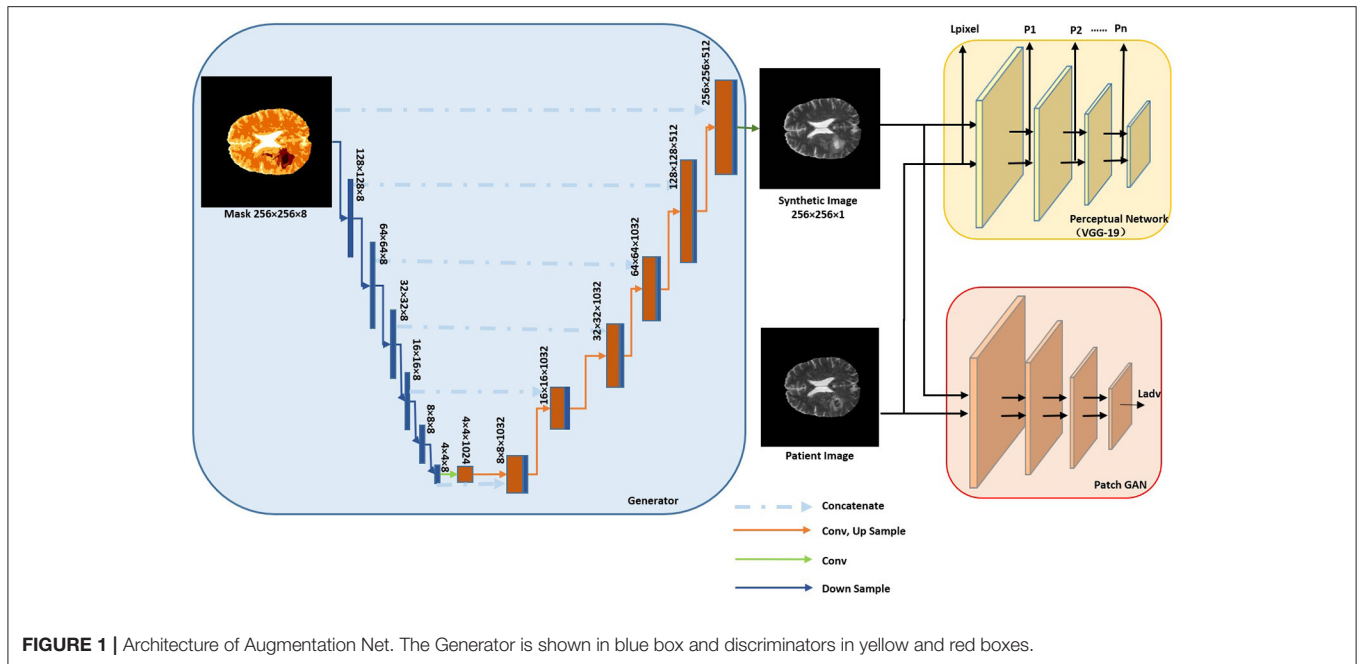 Mask 256×256×8
128×128×8
64×64×8
32×32×8
16×16×8
8×8×8
4×4×8
4×4×1024
8×8×1032
16×16×1032
32×32×1032
64×64×1032
128×128×512
256×256×512
Generator
Synthetic Image
256×256×1
Patient Image
Lpixel
P1
P2
......
Pn
Perceptual Network
(VGG-19）
Ladv
Patch GAN
Concatenate
Conv, Up Sample
Conv
Down Sample
FIGURE 1 | Architecture of Augmentation Net. The Generator is shown in blue box and discriminators in yellow and red boxes.